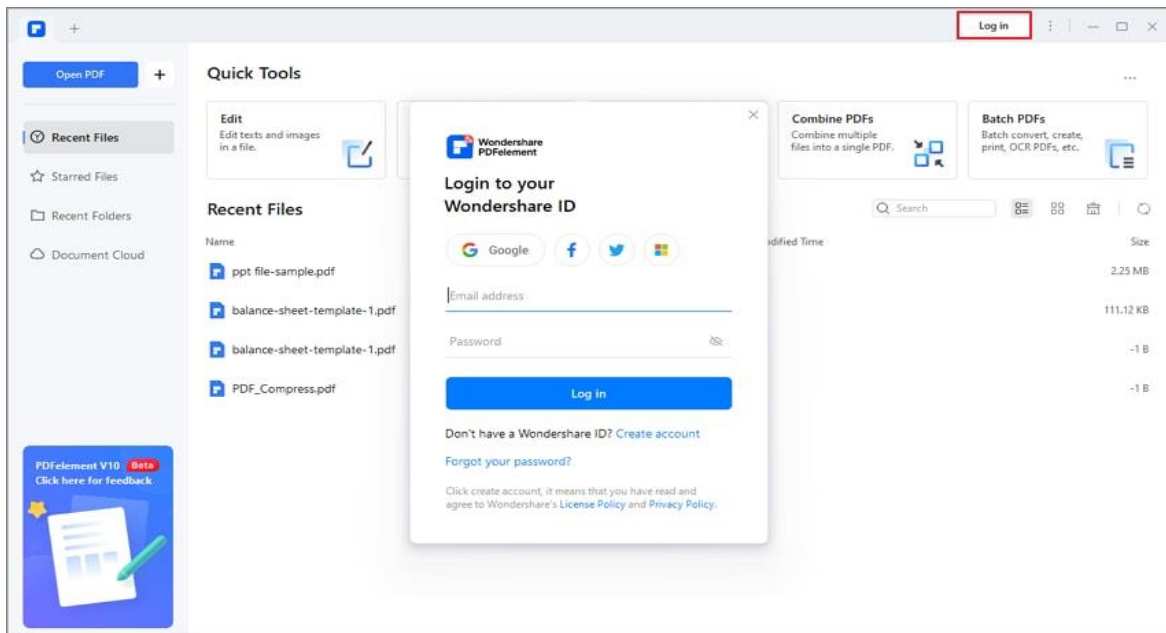 Log in
Open PDF
Quick Tools
Recent Files
Starred Files
Recent Folders
Document Cloud
Edit
Edit texts and images
in a file.
Combine PDFs
Combine multiple
files into a single PDF.
Batch PDFs
Batch convert, create,
print, OCR PDFs, etc.
Recent Files
Search
Name
Size
ppt file-sample.pdf
2.25 MB
balance-sheet-template-1.pdf
111.12 KB
balance-sheet-template-1.pdf
-1 B
PDF_Compress.pdf
-1 B
Wondershare
PDFelement
Login to your
Wondershare ID
Google
Email address
Password
Log in
Don't have a Wondershare ID? Create account
Forgot your password?
Click create account, it means that you have read and
agree to Wondershare's License Policy and Privacy Policy.
PDFelement V10 Beta
Click here for feedback